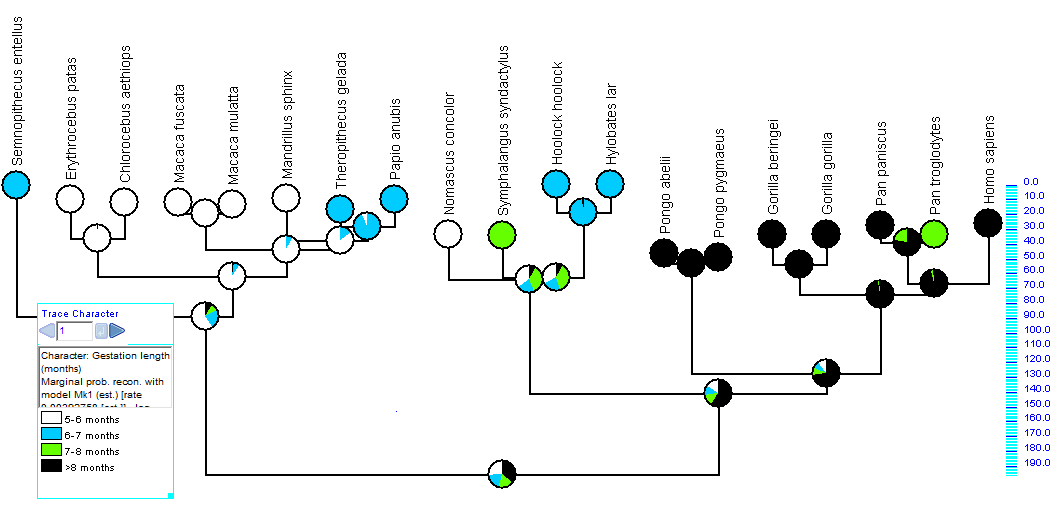 Semnopithecus entellus
Erythrocebus patas
Chlorocebus aethiops
Macaca fuscata
Macaca mulatta
Mandrillus sphinx
Theropithecus gelada
Papio anubis
Nomascus concolor
Symphalangus syndactylus
Hoolock hoolock
Hylobates lar
Pongo abelii
Pongo pygmaeus
Gorilla beringei
Gorilla gorilla
Pan paniscus
Pan troglodytes
Homo sapiens
0.0
10.0
20.0
30.0
40.0
50.0
60.0
70.0
80.0
90.0
100.0
110.0
120.0
130.0
140.0
150.0
160.0
170.0
180.0
190.0
Trace Character
1
Character: Gestation length
(months)
Marginal prob. recon. with
model Mk1 (est.) [rate
5-6 months
6-7 months
7-8 months
>8 months